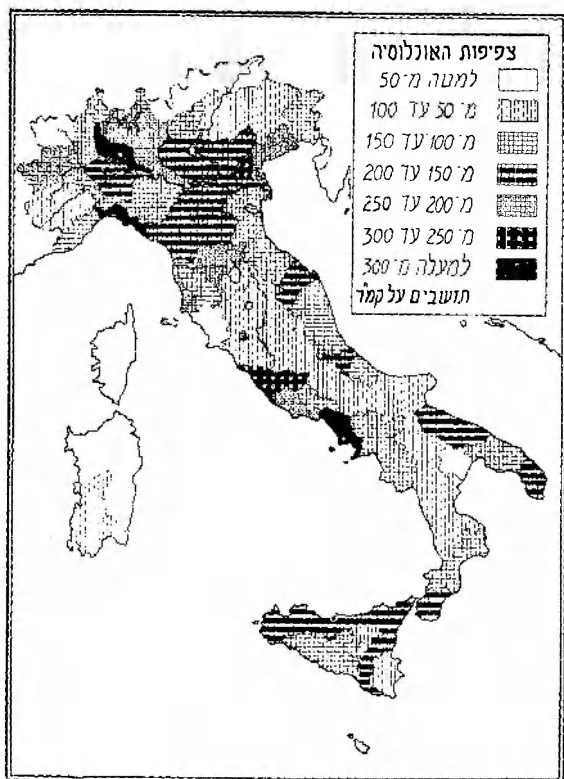 צפיפות האוכלוסיה
למטה מ־50
מ־50 עד 100
מ־100 עד 150
מ־150 עד 200
מ־200 עד 250
מ־250 עד 300
למעלה מ־300
תושבים על קמ"ר